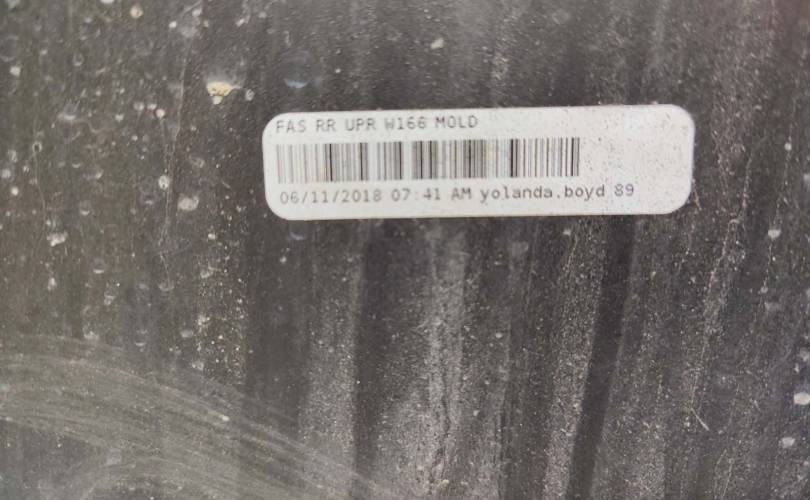 FAS RR UPR W166 MOLD
06/11/2018 07:41 AM yolanda.boyd 89